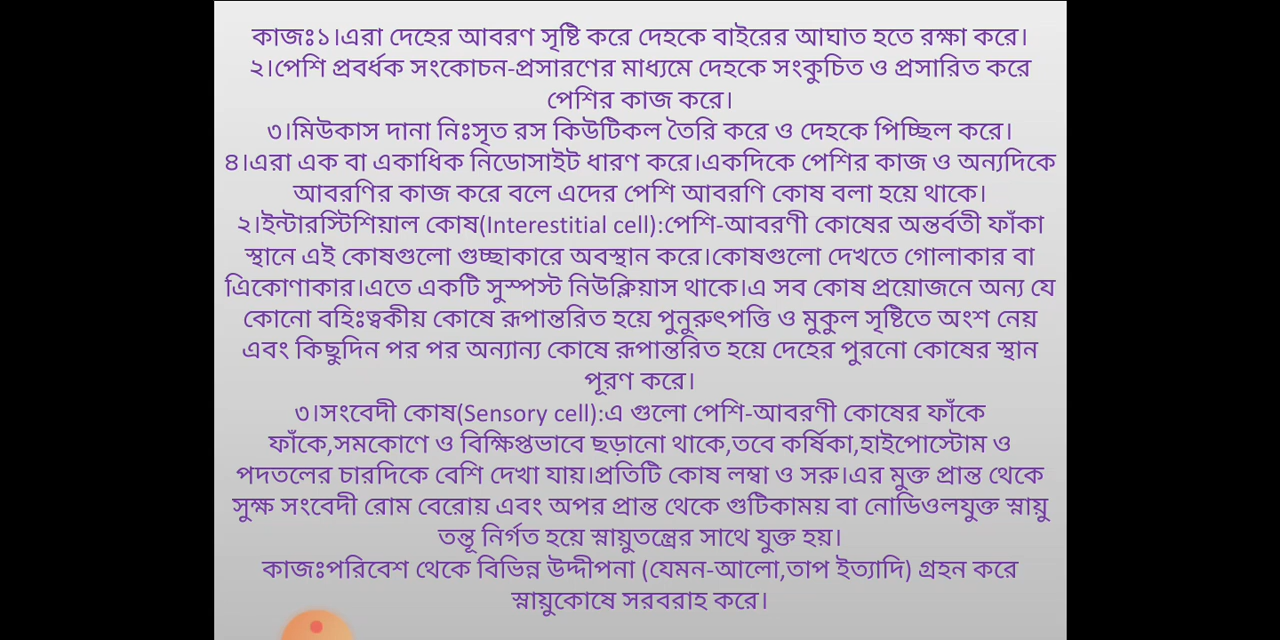 কাজঃ১।এরা দেহের আবরণ সৃষ্টি করে দেহকে বাইরের আঘাত হতে রক্ষা করে।
২।পেশি প্রবর্ধক সংকোচন-প্রসারণের মাধ্যমে দেহকে সংকুচিত ও প্রসারিত করে
পেশির কাজ করে।
৩।মিউকাস দানা নিঃসৃত রস কিউটিকল তৈরি করে ও দেহকে পিচ্ছিল করে।
৪।এরা এক বা একাধিক নিডোসাইট ধারণ করে।একদিকে পেশির কাজ ও অন্যদিকে
আবরণির কাজ করে বলে এদের পেশি আবরণি কোষ বলা হয়ে থাকে।
২।ইন্টারস্টিশিয়াল কোষ(Interestitial cell):পেশি-আবরণী কোষের অন্তর্বতী ফাঁকা
স্থানে এই কোষগুলো গুচ্ছাকারে অবস্থান করে।কোষগুলো দেখতে গোলাকার বা
এিকোণাকার।এতে একটি সুস্পস্ট নিউক্লিয়াস থাকে।এ সব কোষ প্রয়োজনে অন্য যে
কোনো বহিঃত্বকীয় কোষে রূপান্তরিত হয়ে পুনুরুৎপত্তি ও মুকুল সৃষ্টিতে অংশ নেয়
এবং কিছুদিন পর পর অন্যান্য কোষে রূপান্তরিত হয়ে দেহের পুরনো কোষের স্থান
পূরণ করে।
৩।সংবেদী কোষ(Sensory cell):এ গুলো পেশি-আবরণী কোষের ফাঁকে
ফাঁকে,সমকোণে ও বিক্ষিপ্তভাবে ছড়ানো থাকে,তবে কর্ষিকা,হাইপোস্টোম ও
পদতলের চারদিকে বেশি দেখা যায়।প্রতিটি কোষ লম্বা ও সরু।এর মুক্ত প্রান্ত থেকে
সুক্ষ সংবেদী রোম বেরোয় এবং অপর প্রান্ত থেকে গুটিকাময় বা নোডিওলযুক্ত স্নায়ু
তন্তূ নির্গত হয়ে স্নায়ুতন্ত্রের সাথে যুক্ত হয়।
কাজঃপরিবেশ থেকে বিভিন্ন উদ্দীপনা (যেমন-আলো,তাপ ইত্যাদি) গ্রহন করে
স্নায়ুকোষে সরবরাহ করে।